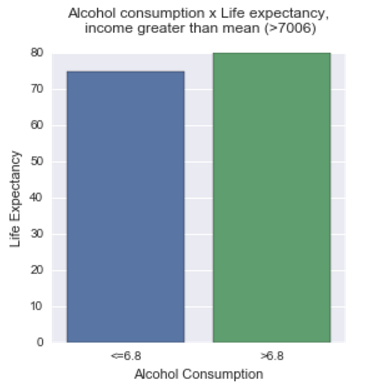 Alcohol consumption x Life expectancy,
income greater than mean (>7006)
80
70
60
50
40
30
20
10
0
Life Expectancy
<=6.8
>6.8
Alcohol Consumption